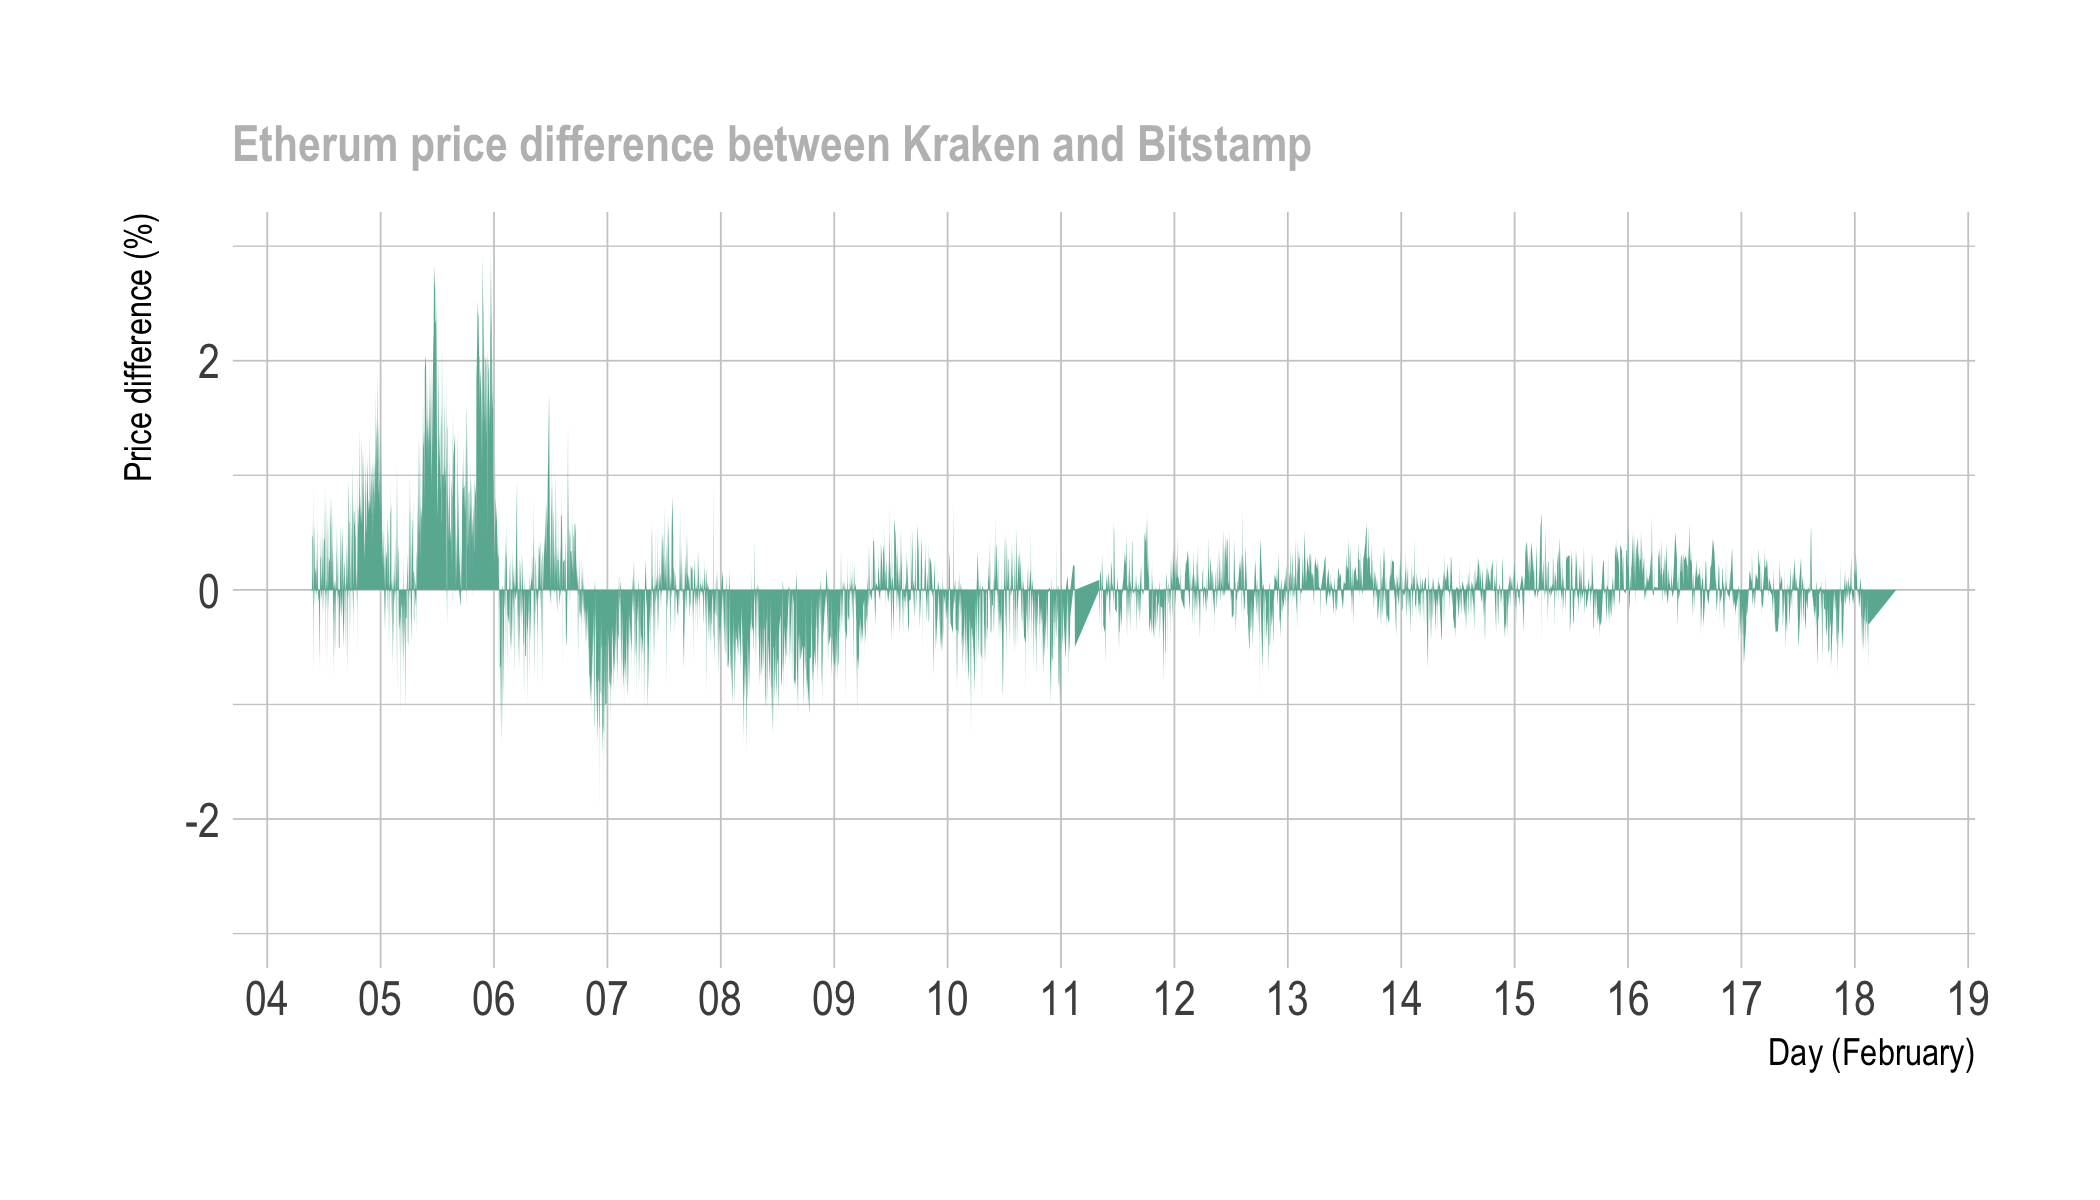 Etherum price difference between Kraken and Bitstamp
Price difference (%)
2
0
-2
04 05 06 07 08 09 10 11 12 13 14 15 16 17 18 19
Day (February)